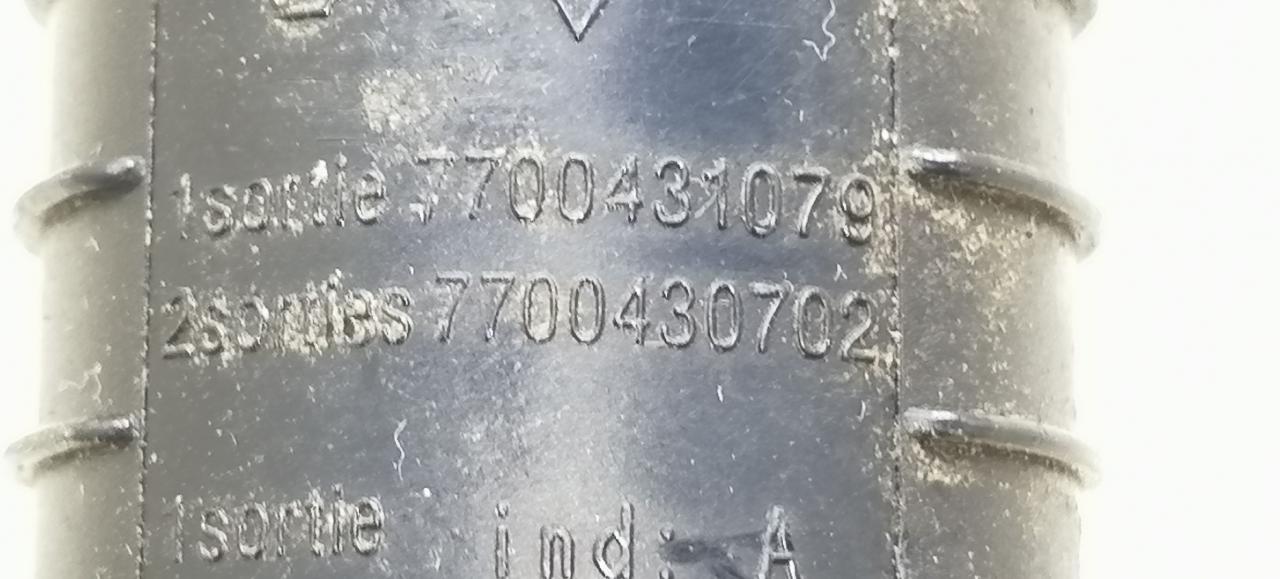 1sortie 7700431079
2sorties 7700430702
1sortie ind: A